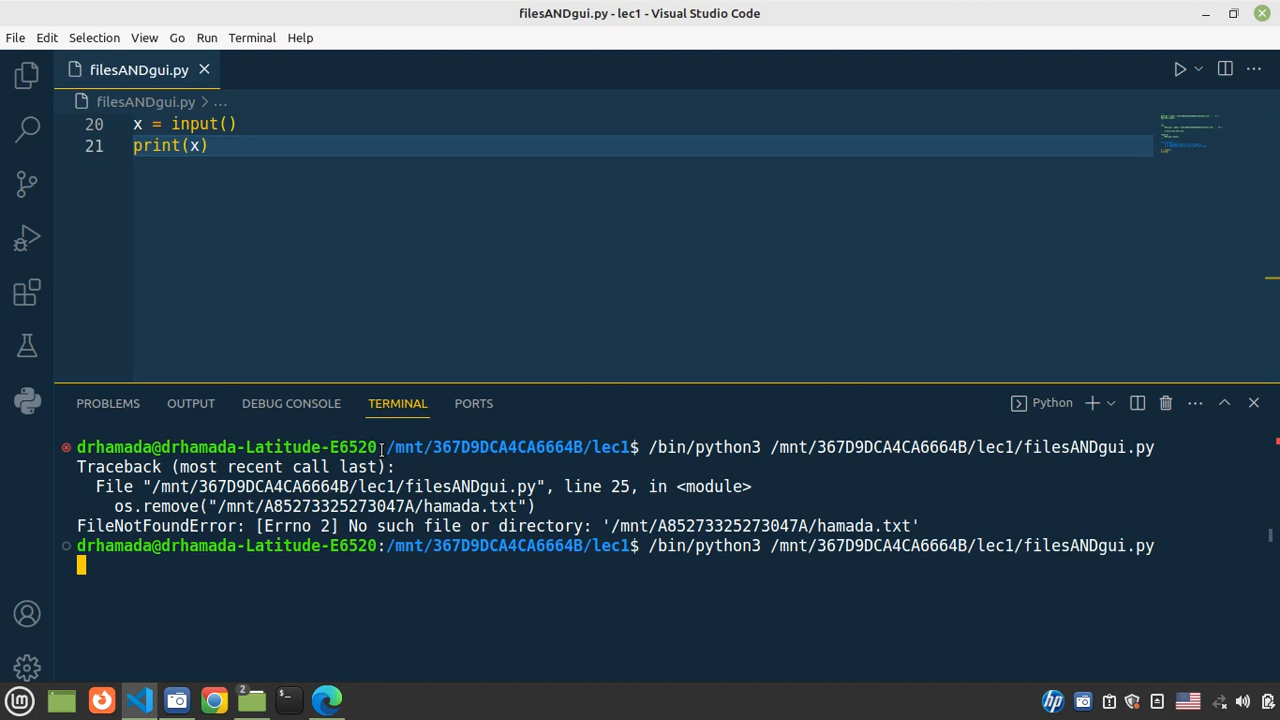 filesANDgui.py - lec1 - Visual Studio Code
File Edit Selection View Go Run Terminal Help
filesANDgui.py
filesANDgui.py > ...
20 x = input()
21 print(x)
PROBLEMS OUTPUT DEBUG CONSOLE TERMINAL PORTS
Python
drhamada@drhamada-Latitude-E6520:/mnt/367D9DCA4CA6664B/lec1$ /bin/python3 /mnt/367D9DCA4CA6664B/lec1/filesANDgui.py
Traceback (most recent call last):
File "/mnt/367D9DCA4CA6664B/lec1/filesANDgui.py", line 25, in <module>
os.remove("/mnt/A85273325273047A/hamada.txt")
FileNotFoundError: [Errno 2] No such file or directory: '/mnt/A85273325273047A/hamada.txt'
drhamada@drhamada-Latitude-E6520:/mnt/367D9DCA4CA6664B/lec1$ /bin/python3 /mnt/367D9DCA4CA6664B/lec1/filesANDgui.py
2